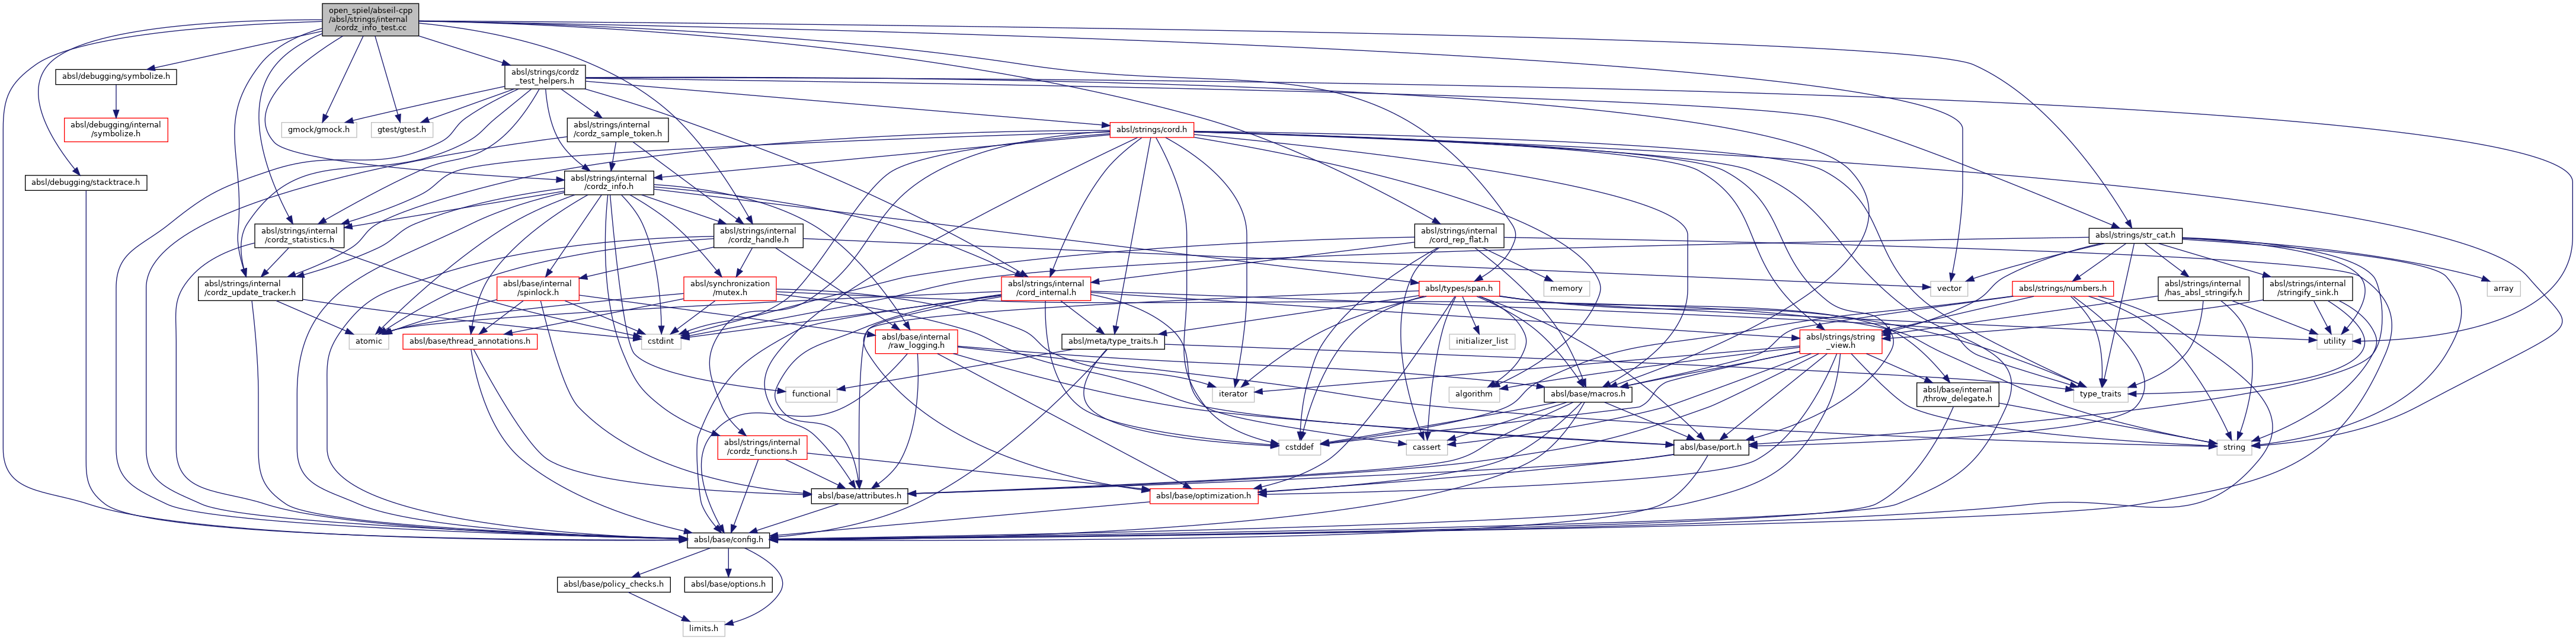 open_spiel/abseil-cpp
/absl/strings/internal
/cordz_info_test.cc
absl/debugging/symbolize.h
absl/strings/cordz
_test_helpers.h
absl/debugging/internal
/symbolize.h
gmock/gmock.h
gtest/gtest.h
absl/strings/internal
/cordz_sample_token.h
absl/strings/cord.h
absl/debugging/stacktrace.h
absl/strings/internal
/cordz_info.h
absl/strings/internal
/cordz_statistics.h
absl/strings/internal
/cordz_handle.h
absl/strings/internal
/cord_rep_flat.h
absl/strings/str_cat.h
absl/strings/internal
/cordz_update_tracker.h
absl/base/internal
/spinlock.h
absl/synchronization
/mutex.h
absl/strings/internal
/cord_internal.h
absl/types/span.h
memory
vector
absl/strings/numbers.h
absl/strings/internal
/has_absl_stringify.h
absl/strings/internal
/stringify_sink.h
array
atomic
absl/base/thread_annotations.h
cstdint
absl/base/internal
/raw_logging.h
absl/meta/type_traits.h
initializer_list
absl/strings/string
_view.h
utility
functional
iterator
algorithm
absl/base/macros.h
absl/base/internal
/throw_delegate.h
type_traits
absl/strings/internal
/cordz_functions.h
cstddef
cassert
absl/base/port.h
string
absl/base/attributes.h
absl/base/optimization.h
absl/base/config.h
absl/base/policy_checks.h
absl/base/options.h
limits.h